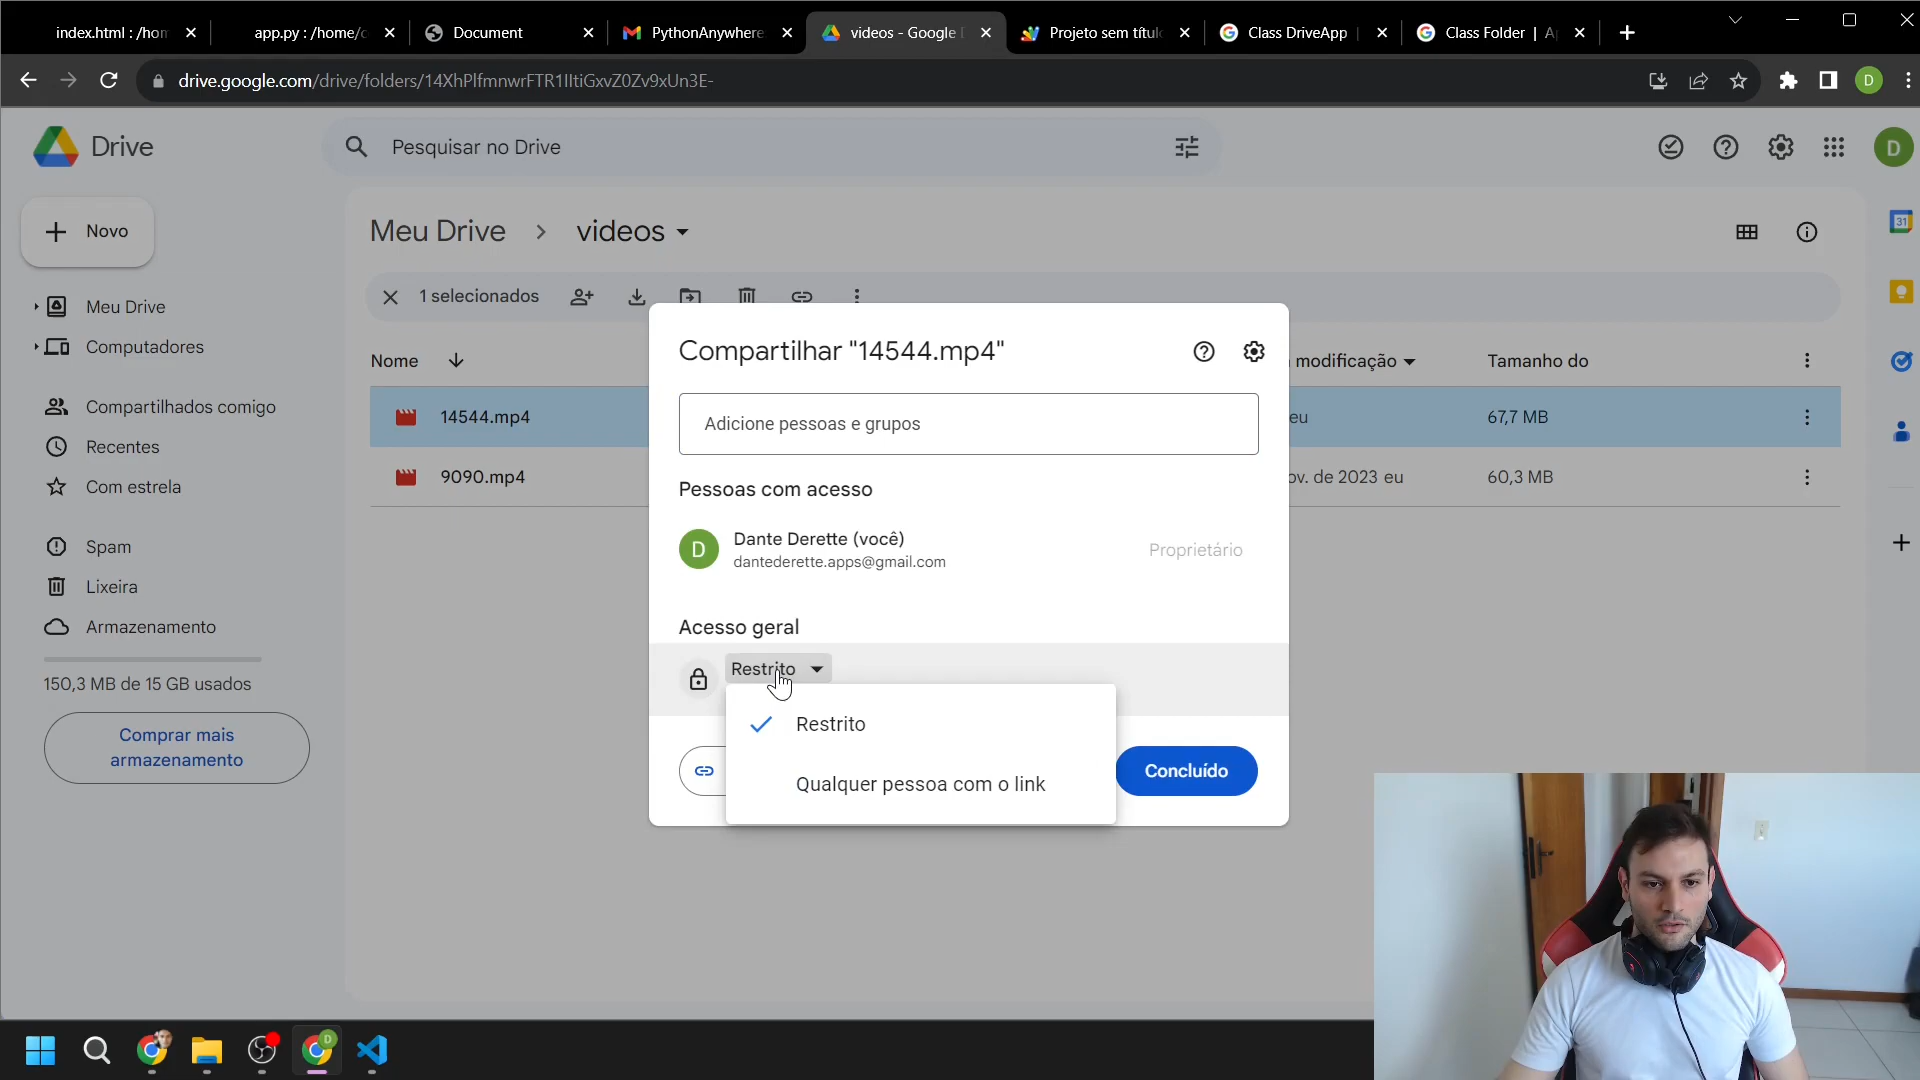 index.html : /hon
app.py : /home/c
Document
PythonAnywhere
videos - Google D
Projeto sem títul
Class DriveApp |
Class Folder | A
drive.google.com/drive/folders/14XhPlfmnwrFTR1IItiGxvZ0Zv9xUn3E-
D
Drive
Pesquisar no Drive
D
Novo
Meu Drive
videos
31
1 selecionados
Meu Drive
Computadores
Compartilhados comigo
Recentes
Com estrela
Spam
Lixeira
Armazenamento
150,3 MB de 15 GB usados
Comprar mais
armazenamento
Nome
modificação
Tamanho do
14544.mp4
eu
67,7 MB
9090.mp4
ov. de 2023 eu
60,3 MB
Compartilhar "14544.mp4"
Adicione pessoas e grupos
Pessoas com acesso
D
Dante Derette (você)
dantederette.apps@gmail.com
Proprietário
Acesso geral
Restrito
Restrito
Qualquer pessoa com o link
Concluído
D